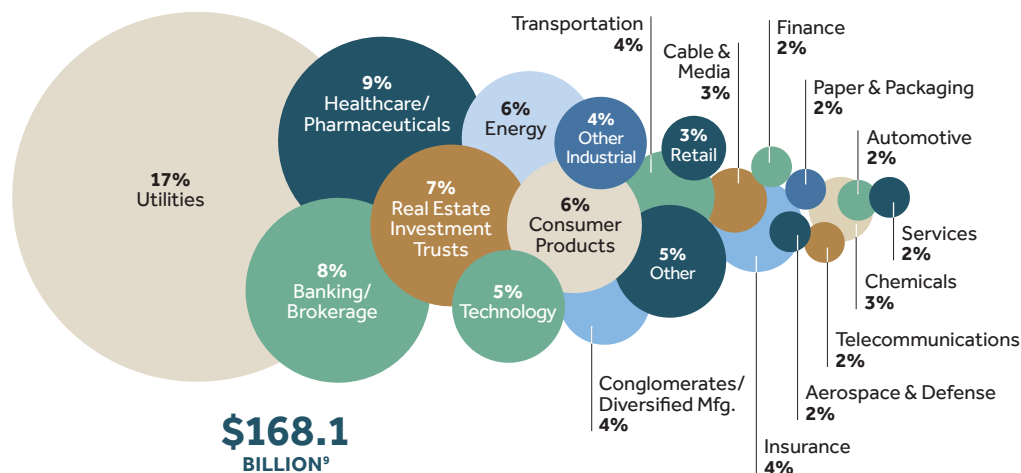 17%
Utilities
9%
Healthcare/
Pharmaceuticals
8%
Banking/
Brokerage
7%
Real Estate
Investment
Trusts
6%
Energy
6%
Consumer
Products
5%
Technology
4%
Other
Industrial
5%
Other
3%
Retail
Transportation
4%
Cable &
Media
3%
Finance
2%
Paper & Packaging
2%
Automotive
2%
Services
2%
Chemicals
3%
Telecommunications
2%
Aerospace & Defense
2%
Insurance
4%
Conglomerates/
Diversified Mfg.
4%
$168.1
BILLION⁹